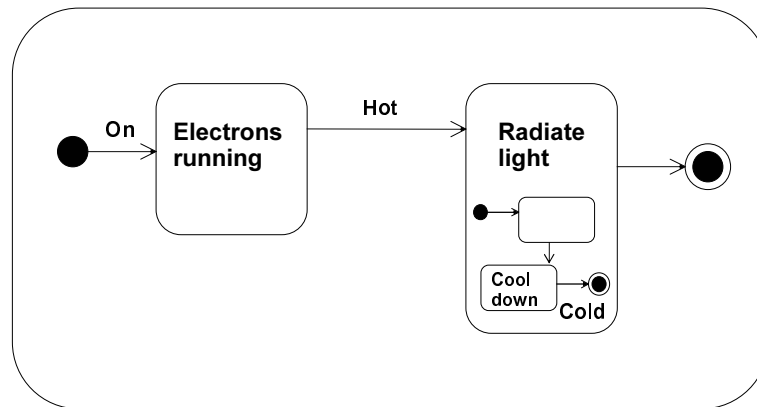 On
Electrons
running
Hot
Radiate
light
Cool
down
Cold